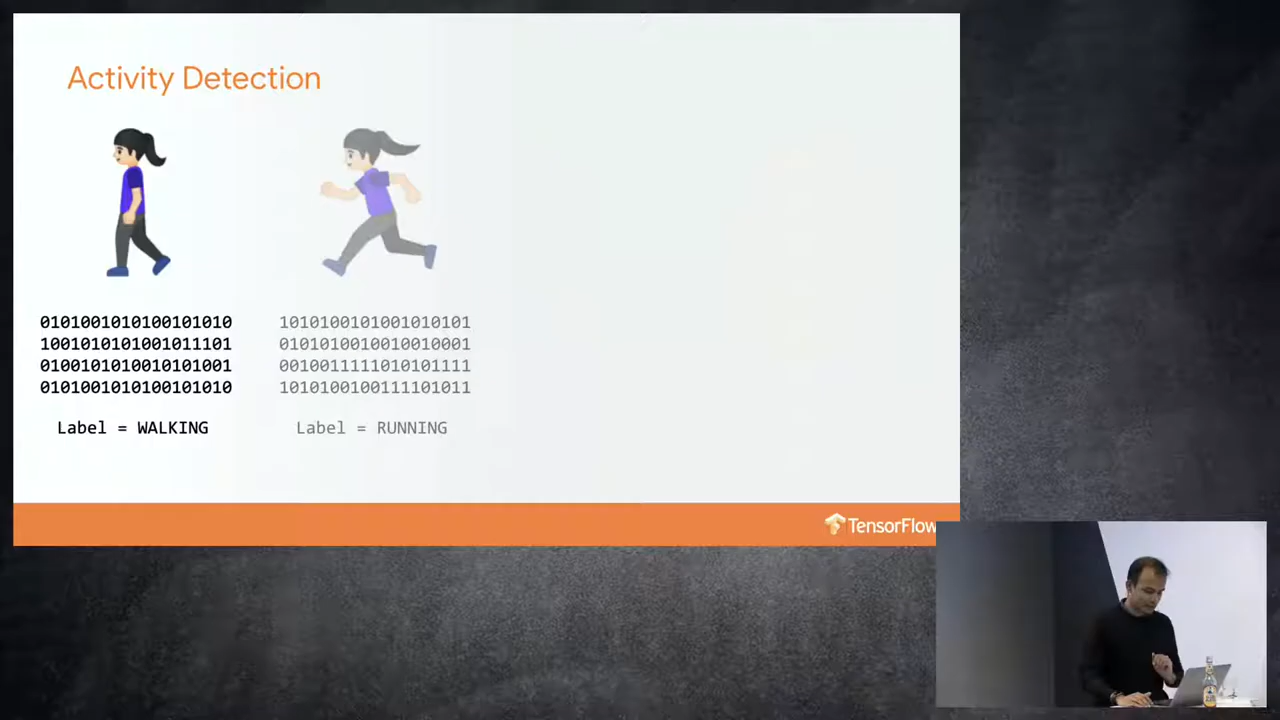 Activity Detection
0101001010100101010
1001010101001011101
0100101010010101001
0101001010100101010
Label = WALKING
1010100101001010101
0101010010010010001
0010011111010101111
1010100100111101011
Label = RUNNING
TensorFlow